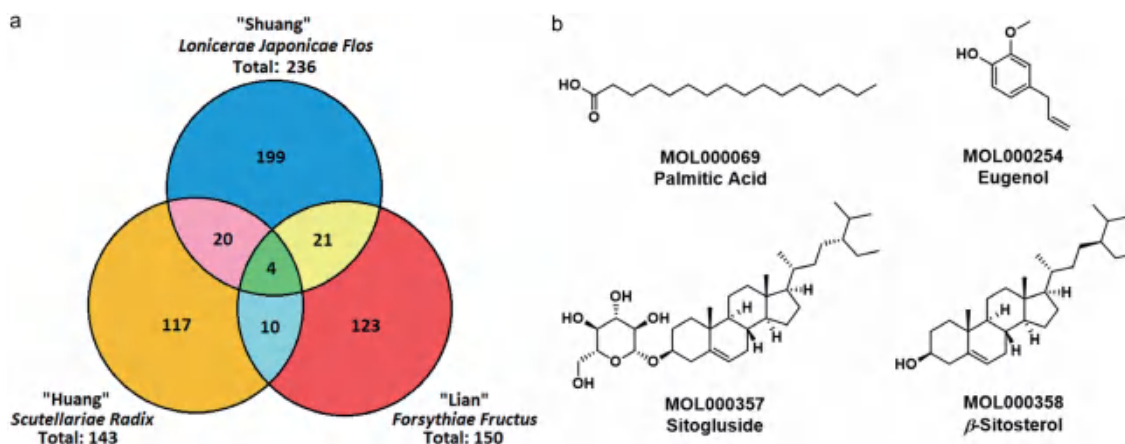 a
"Shuang"
Lonicerae Japonicae Flos
Total: 236
199
20
21
4
117
10
123
"Huang"
Scutellariae Radix
Total: 143
"Lian"
Forsythiae Fructus
Total: 150
b
HO
O
MOL000069
Palmitic Acid
O
HO
MOL000254
Eugenol
OH
HO
OH
O
O
OH
H
H
H
MOL000357
Sitogluside
HO
H
H
H
MOL000358
β-Sitosterol